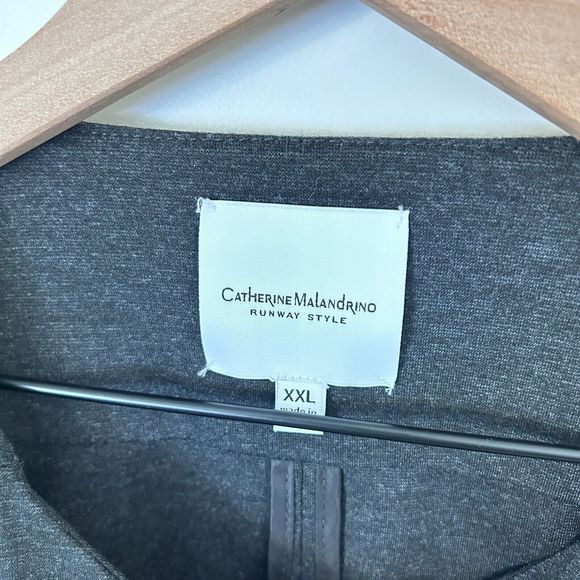 CATHERINE MALANDRINO
RUNWAY STYLE
XXL
made in